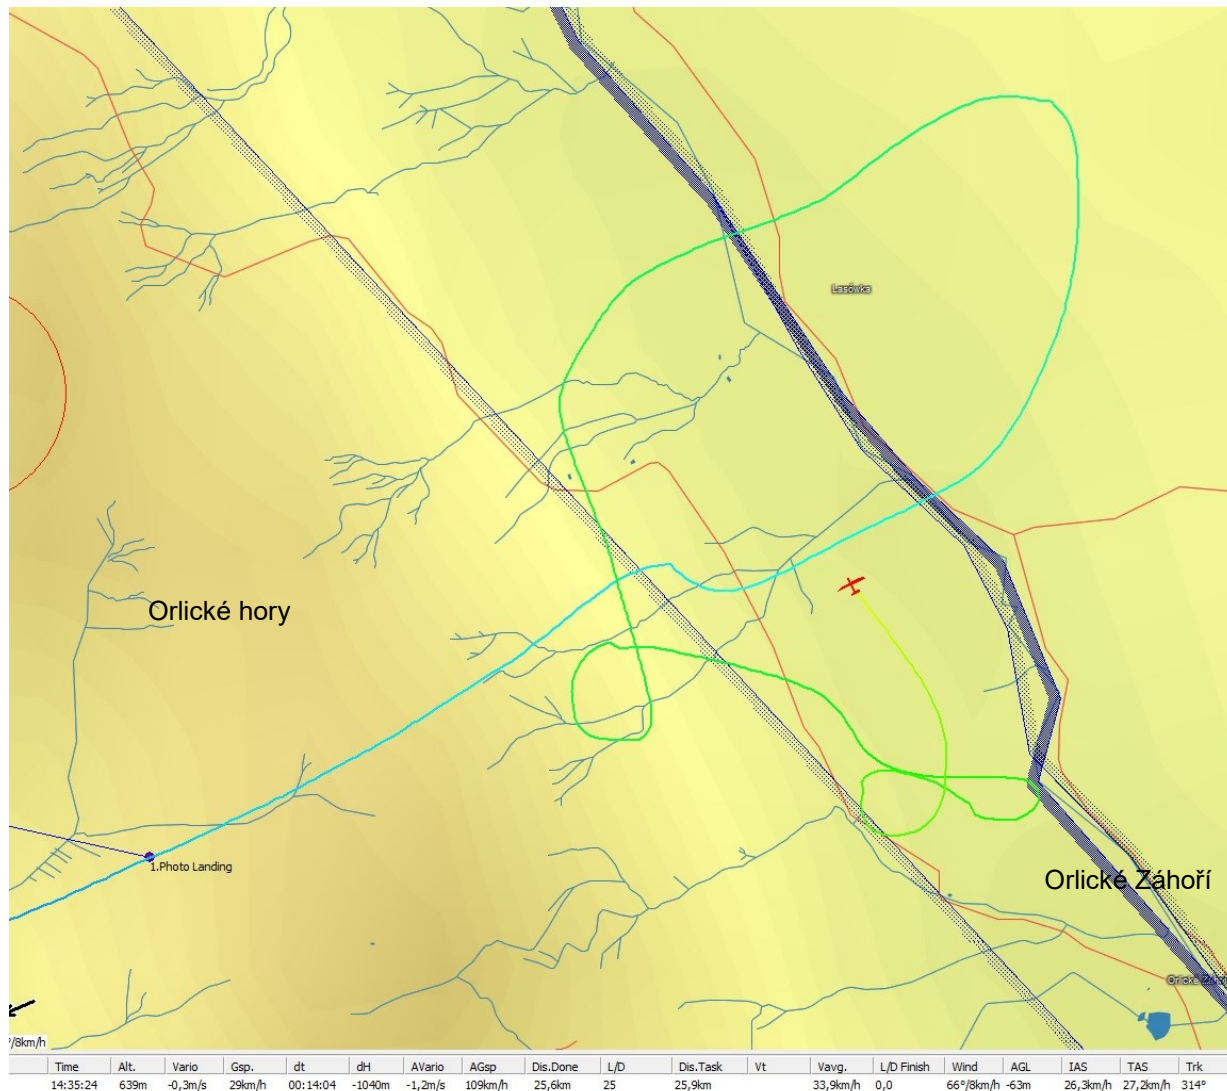 Lasówka
Orlické hory
1.Photo Landing
Orlické Záhoří
°/8km/h
Time Alt. Vario Gsp. dt dH AVario AGsp Dis.Done L/D Dis.Task Vt Vavg. L/D Finish Wind AGL IAS TAS Trk
14:35:24 639m -0,3m/s 29km/h 00:14:04 -1040m -1,2m/s 109km/h 25,6km 25 25,9km 33,9km/h 0,0 66°/8km/h -63m 26,3km/h 27,2km/h 314°